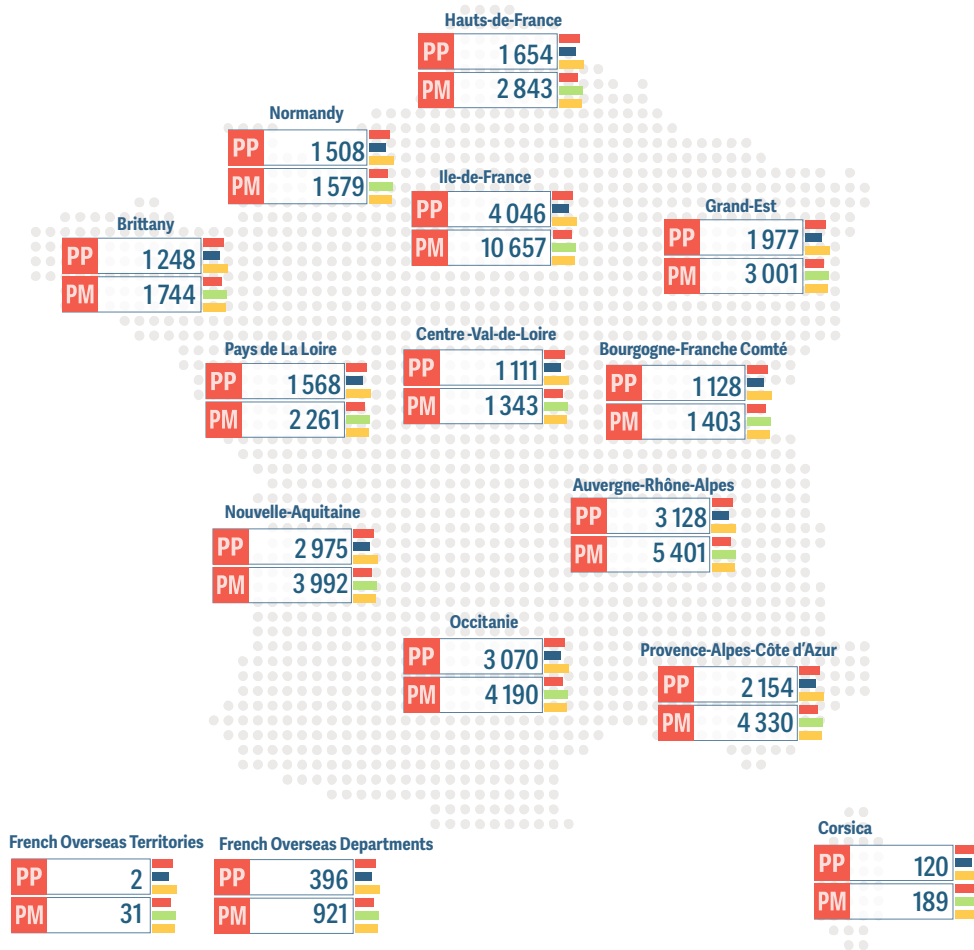 Hauts-de-France
PP 1 654
PM 2 843
Normandy
PP 1 508
PM 1 579
Ile-de-France
PP 4 046
PM 10 657
Grand-Est
PP 1 977
PM 3 001
Brittany
PP 1 248
PM 1 744
Pays de La Loire
PP 1 568
PM 2 261
Centre -Val-de-Loire
PP 1 111
PM 1 343
Bourgogne-Franche Comté
PP 1 128
PM 1 403
Auvergne-Rhône-Alpes
PP 3 128
PM 5 401
Nouvelle-Aquitaine
PP 2 975
PM 3 992
Occitanie
PP 3 070
PM 4 190
Provence-Alpes-Côte d'Azur
PP 2 154
PM 4 330
French Overseas Territories
PP 2
PM 31
French Overseas Departments
PP 396
PM 921
Corsica
PP 120
PM 189